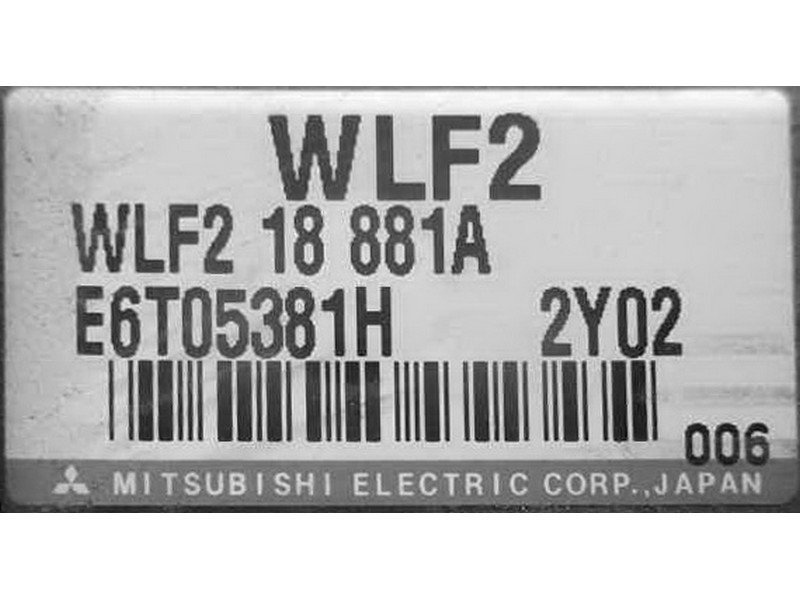 WLF2
WLF2 18 881A
E6T05381H 2Y02
006
MITSUBISHI ELECTRIC CORP.,JAPAN